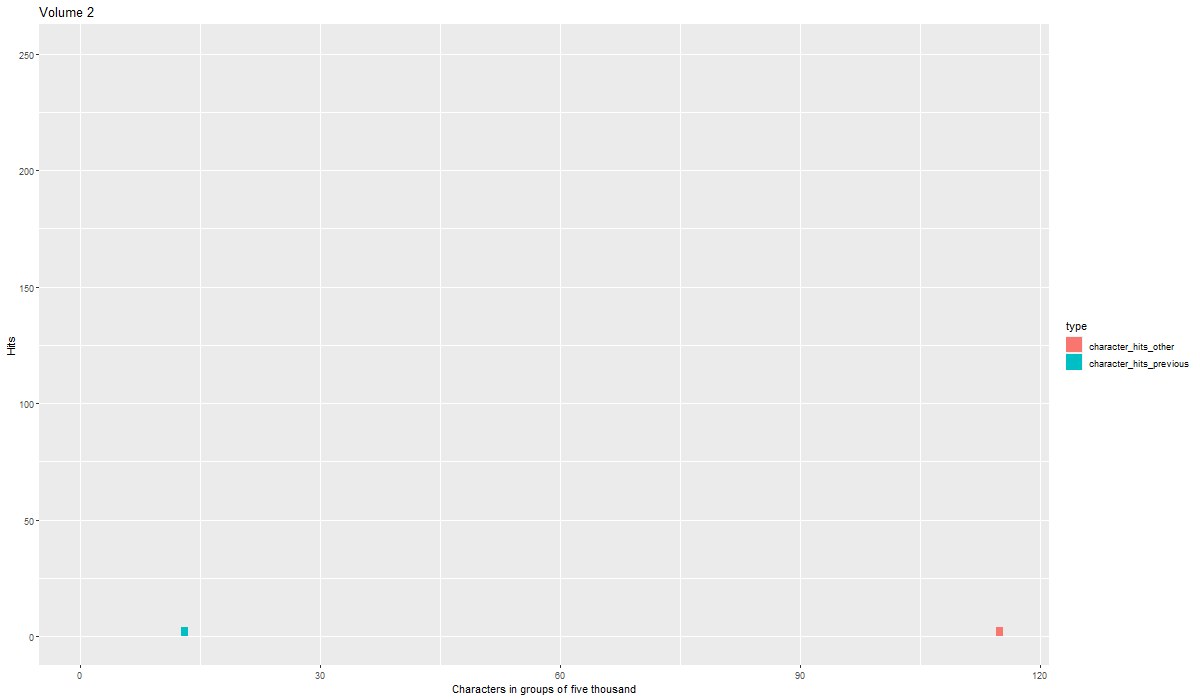 Volume 2
250
200
150
100
50
0
Hits
0 30 60 90 120
Characters in groups of five thousand
type
character_hits_other
character_hits_previous